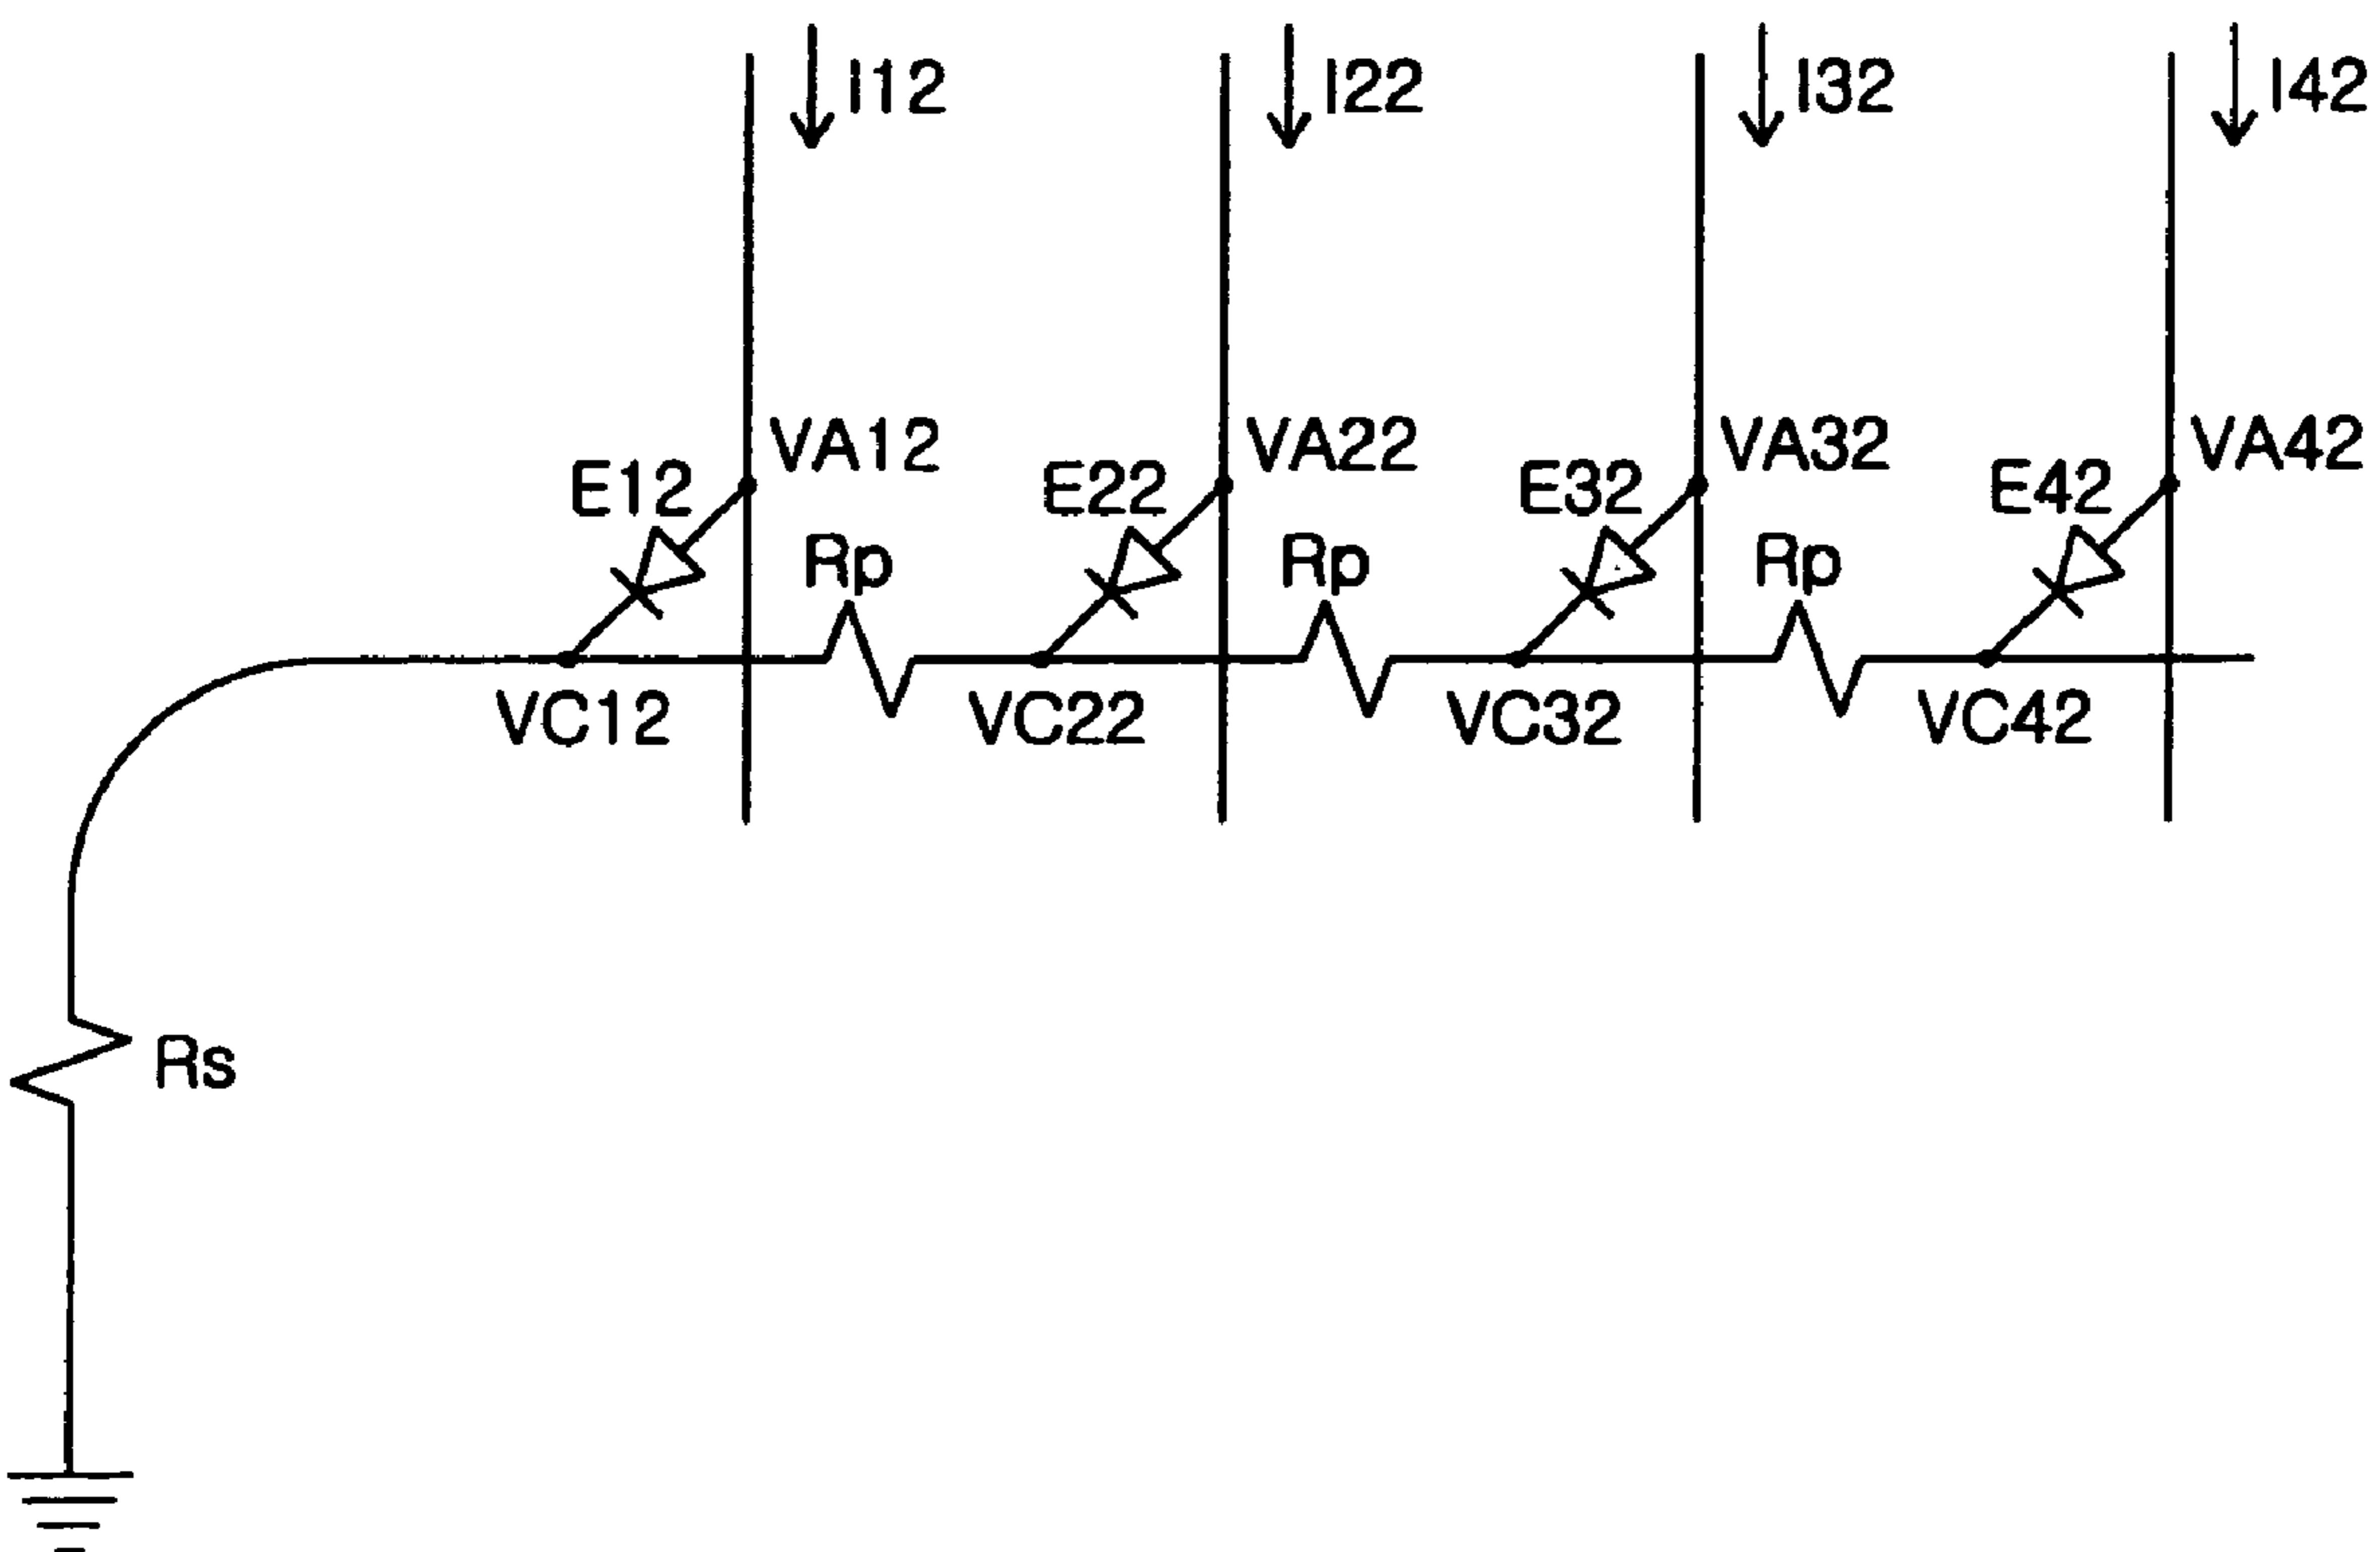 I12 I22 I32 I42
VA12 VA22 VA32 VA42
E12 E22 E32 E42
Rp Rp Rp
VC12 VC22 VC32 VC42
Rs